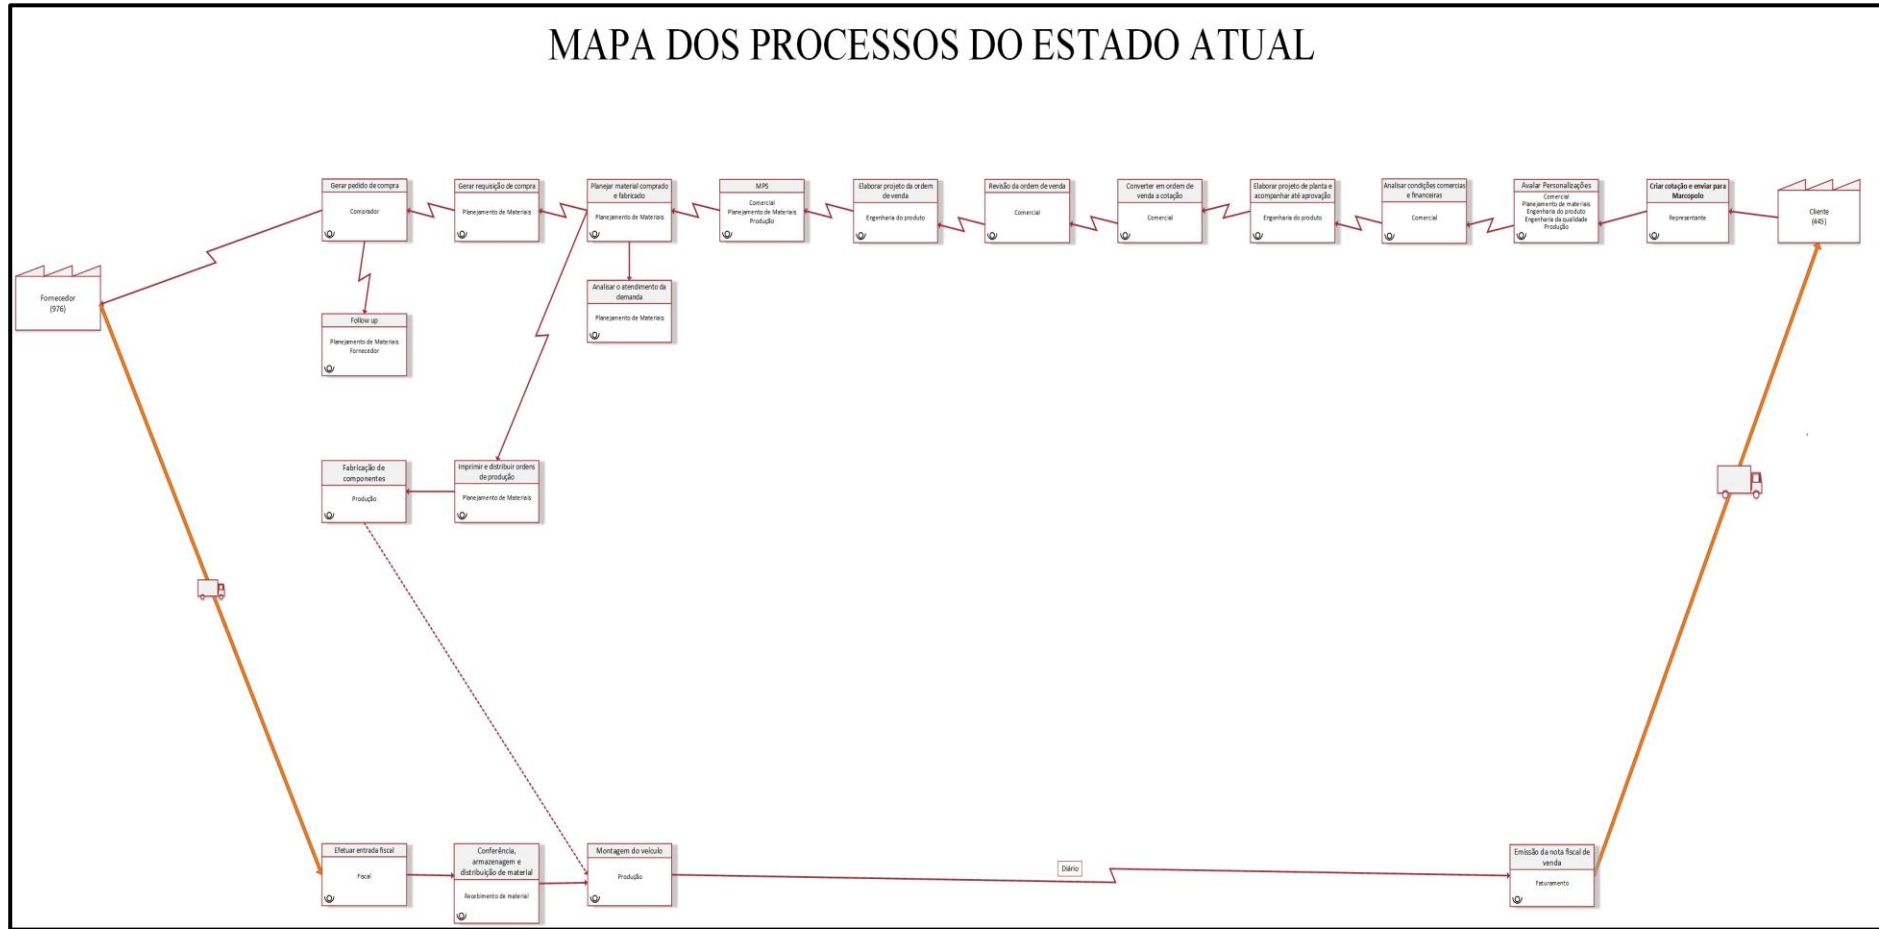 MAPA DOS PROCESSOS DO ESTADO ATUAL
Gerar pedido de compra
Comprador
Gerar requisição de compra
Planejamento de Materiais
Planejar material comprado
e fabricado
Planejamento de Materiais
MPS
Comercial
Planejamento de Materiais
Produção
Elaborar projeto da ordem
de venda
Engenharia do produto
Revisão da ordem de venda
Comercial
Converter em ordem de
venda a cotação
Comercial
Elaborar projeto de planta e
acompanhar até aprovação
Engenharia do produto
Analisar condições comercias
e financeiras
Comercial
Avalar Personalizações
Comercial
Planejamento de materiais
Engenharia do produto
Engenharia da qualidade
Produção
Criar cotação e enviar para
Marcopolo
Representante
Cliente
(445)
Fornecedor
(976)
Follow up
Planejamento de Materiais
Fornecedor
Analisar o atendimento da
demanda
Planejamento de Materiais
Fabricação de
componentes
Produção
Imprimir e distribuir ordens
de produção
Planejamento de Materiais
Efetuar entrada fiscal
Fiscal
Conferência,
armazenagem e
distribuição de material
Recebimento de material
Montagem do veículo
Produção
Diário
Emissão da nota fiscal de
venda
Faturamento